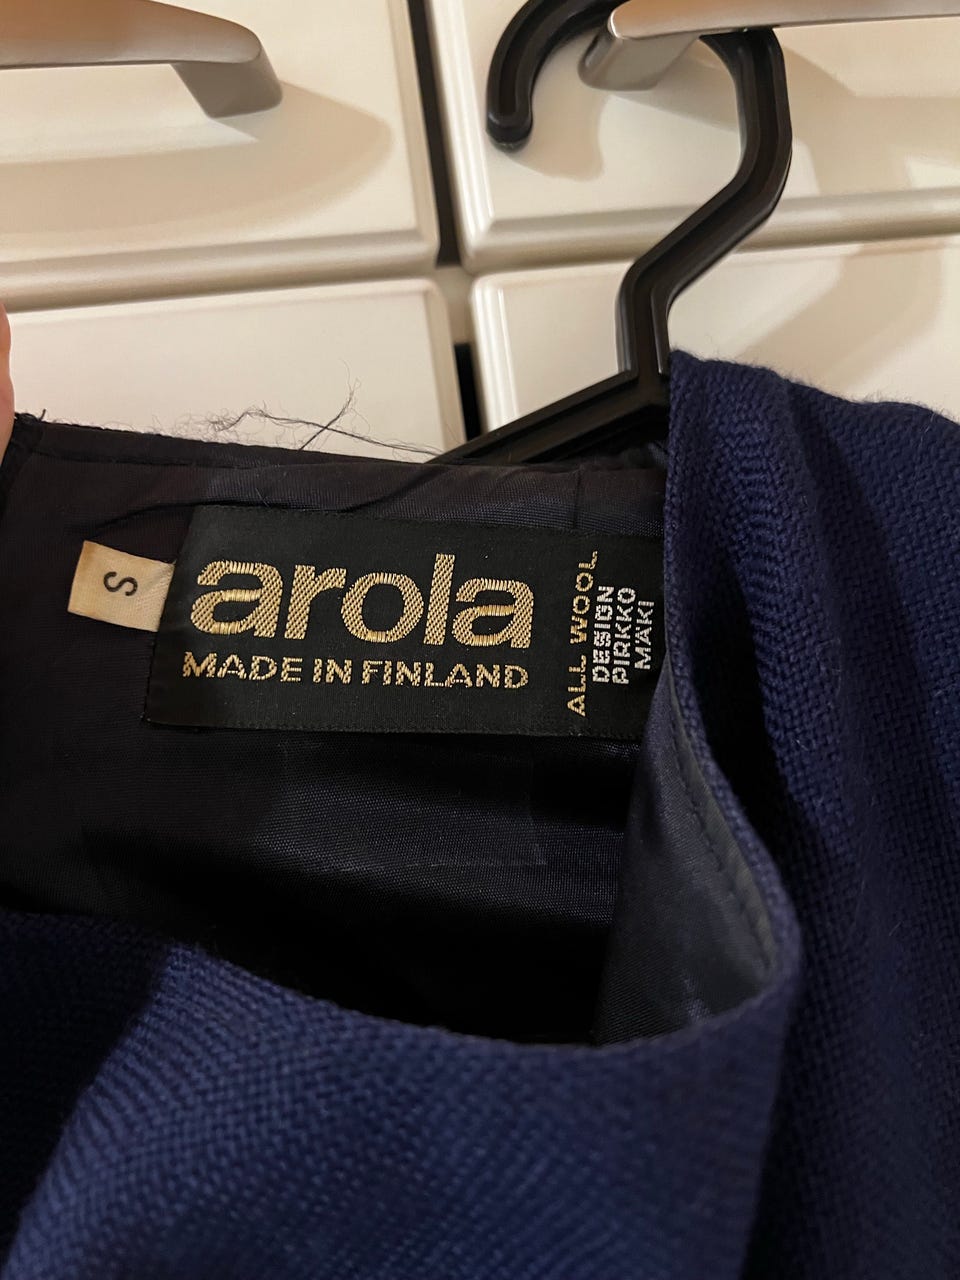 S
arola
MADE IN FINLAND
ALL WOOL
DESIGN
PIRKKO
MÄKI